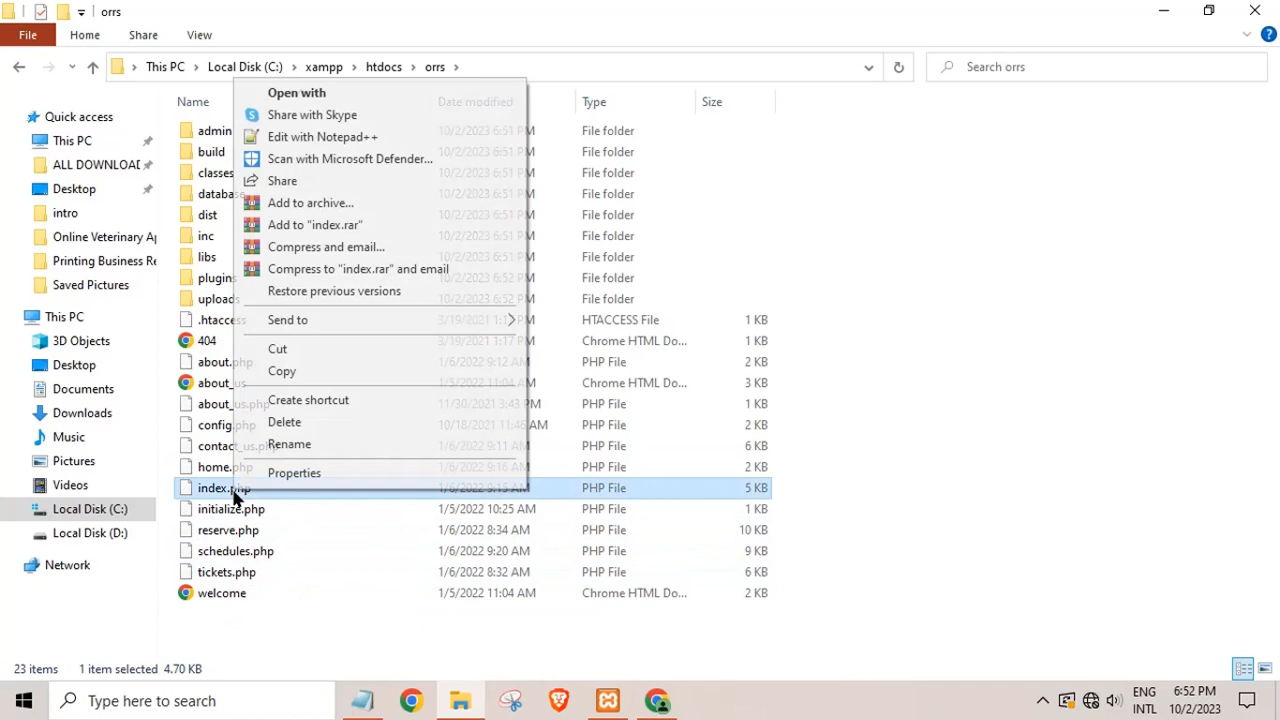 orrs
File Home Share View
This PC Local Disk (C:) xampp htdocs orrs
Search orrs
Name Date modified Type Size
Quick access
This PC
ALL DOWNLOAD
Desktop
intro
Online Veterinary Ap
Printing Business Re
Saved Pictures
This PC
3D Objects
Desktop
Documents
Downloads
Music
Pictures
Videos
Local Disk (C:)
Local Disk (D:)
Network
admin 10/2/2023 6:51 PM File folder
build 10/2/2023 6:51 PM File folder
classes 10/2/2023 6:51 PM File folder
database 10/2/2023 6:51 PM File folder
dist 10/2/2023 6:51 PM File folder
inc 10/2/2023 6:51 PM File folder
libs 10/2/2023 6:51 PM File folder
plugins 10/2/2023 6:52 PM File folder
uploads 10/2/2023 6:52 PM File folder
.htaccess 3/19/2021 1:17 PM HTACCESS File 1 KB
404 3/19/2021 1:17 PM Chrome HTML Do... 1 KB
about.php 1/6/2022 9:12 AM PHP File 2 KB
about_us 1/5/2022 11:04 AM Chrome HTML Do... 3 KB
about_us.php 11/30/2021 3:43 PM PHP File 2 KB
config.php 10/18/2021 11:46 AM PHP File 2 KB
contact_us.php 1/6/2022 9:11 AM PHP File 6 KB
home.php 1/6/2022 9:16 AM PHP File 2 KB
index.php 1/6/2022 9:15 AM PHP File 5 KB
initialize.php 1/5/2022 10:25 AM PHP File 1 KB
reserve.php 1/6/2022 8:34 AM PHP File 10 KB
schedules.php 1/6/2022 9:20 AM PHP File 9 KB
tickets.php 1/6/2022 8:32 AM PHP File 6 KB
welcome 1/5/2022 11:04 AM Chrome HTML Do... 2 KB
Open with
Share with Skype
Edit with Notepad++
Scan with Microsoft Defender...
Share
Add to archive...
Add to "index.rar"
Compress and email...
Compress to "index.rar" and email
Restore previous versions
Send to
Cut
Copy
Create shortcut
Delete
Rename
Properties
23 items 1 item selected 4.70 KB
Type here to search
ENG
INTL
6:52 PM
10/2/2023